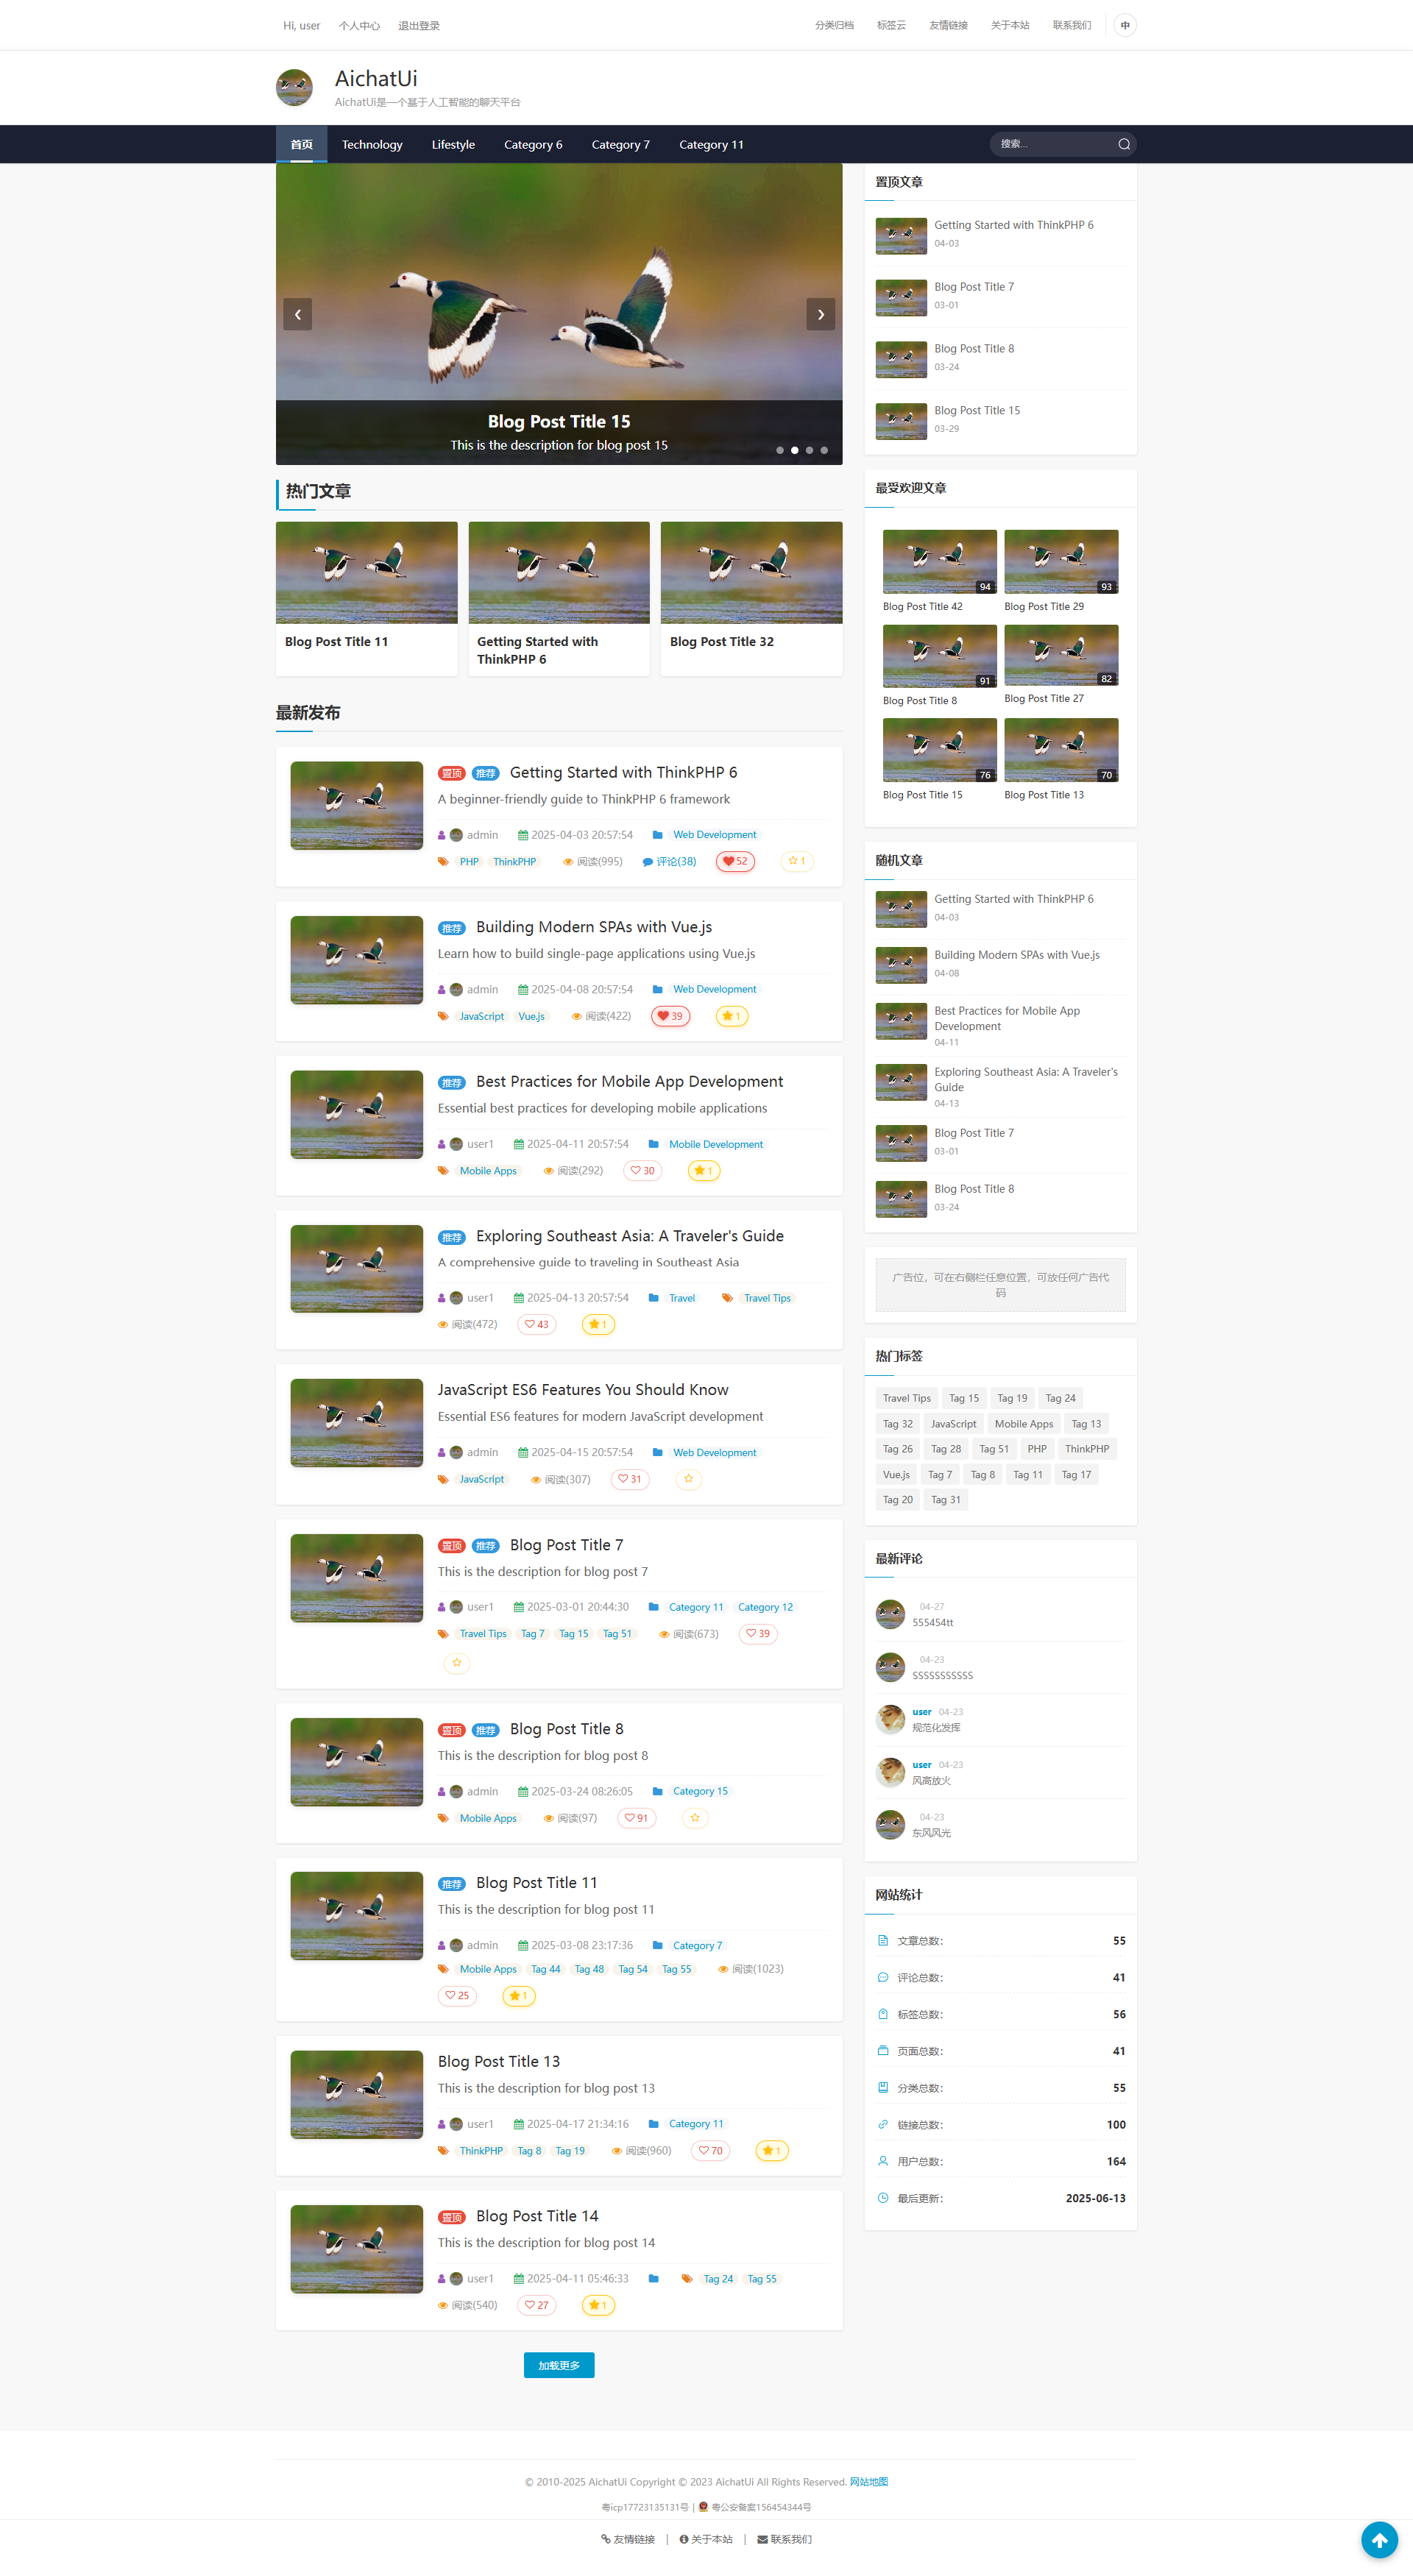 Hi, user 个人中心 退出登录 分类归档 标签云 友情链接 关于本站 联系我们 中
AichatUi
AichatUi是一个基于人工智能的聊天平台
首页 Technology Lifestyle Category 6 Category 7 Category 11 搜索...
Blog Post Title 15
This is the description for blog post 15
热门文章
Blog Post Title 11
Getting Started with
ThinkPHP 6
Blog Post Title 32
最新发布
置顶 推荐 Getting Started with ThinkPHP 6
A beginner-friendly guide to ThinkPHP 6 framework
admin 2025-04-03 20:57:54 Web Development
PHP ThinkPHP 阅读(995) 评论(38) 52 1
推荐 Building Modern SPAs with Vue.js
Learn how to build single-page applications using Vue.js
admin 2025-04-08 20:57:54 Web Development
JavaScript Vue.js 阅读(422) 39 1
推荐 Best Practices for Mobile App Development
Essential best practices for developing mobile applications
user1 2025-04-11 20:57:54 Mobile Development
Mobile Apps 阅读(292) 30 1
推荐 Exploring Southeast Asia: A Traveler's Guide
A comprehensive guide to traveling in Southeast Asia
user1 2025-04-13 20:57:54 Travel Travel Tips
阅读(472) 43 1
JavaScript ES6 Features You Should Know
Essential ES6 features for modern JavaScript development
admin 2025-04-15 20:57:54 Web Development
JavaScript 阅读(307) 31
置顶 推荐 Blog Post Title 7
This is the description for blog post 7
user1 2025-03-01 20:44:30 Category 11 Category 12
Travel Tips Tag 7 Tag 15 Tag 51 阅读(673) 39
置顶 推荐 Blog Post Title 8
This is the description for blog post 8
admin 2025-03-24 08:26:05 Category 15
Mobile Apps 阅读(97) 91
推荐 Blog Post Title 11
This is the description for blog post 11
admin 2025-03-08 23:17:36 Category 7
Mobile Apps Tag 44 Tag 48 Tag 54 Tag 55 阅读(1023)
25 1
Blog Post Title 13
This is the description for blog post 13
user1 2025-04-17 21:34:16 Category 11
ThinkPHP Tag 8 Tag 19 阅读(960) 70 1
置顶 Blog Post Title 14
This is the description for blog post 14
user1 2025-04-11 05:46:33 Tag 24 Tag 55
阅读(540) 27 1
加载更多
置顶文章
Getting Started with ThinkPHP 6
04-03
Blog Post Title 7
03-01
Blog Post Title 8
03-24
Blog Post Title 15
03-29
最受欢迎文章
94 93
Blog Post Title 42 Blog Post Title 29
91 82
Blog Post Title 8 Blog Post Title 27
76 70
Blog Post Title 15 Blog Post Title 13
随机文章
Getting Started with ThinkPHP 6
04-03
Building Modern SPAs with Vue.js
04-08
Best Practices for Mobile App
Development
04-11
Exploring Southeast Asia: A Traveler's
Guide
04-13
Blog Post Title 7
03-01
Blog Post Title 8
03-24
广告位，可在右侧栏任意位置，可放任何广告代
码
热门标签
Travel Tips Tag 15 Tag 19 Tag 24
Tag 32 JavaScript Mobile Apps Tag 13
Tag 26 Tag 28 Tag 51 PHP ThinkPHP
Vue.js Tag 7 Tag 8 Tag 11 Tag 17
Tag 20 Tag 31
最新评论
04-27
555454tt
04-23
SSSSSSSSSSS
user 04-23
规范化发挥
user 04-23
风高放火
04-23
东风风光
网站统计
文章总数： 55
评论总数： 41
标签总数： 56
页面总数： 41
分类总数： 55
链接总数： 100
用户总数： 164
最后更新： 2025-06-13
© 2010-2025 AichatUi Copyright © 2023 AichatUi All Rights Reserved. 网站地图
粤icp17723135131号 | 粤公安备案156454344号
友情链接 | 关于本站 | 联系我们